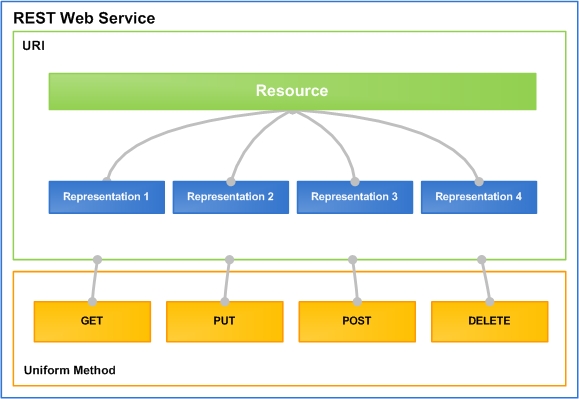 REST Web Service
URI
Resource
Representation 1
Representation 2
Representation 3
Representation 4
GET
PUT
POST
DELETE
Uniform Method